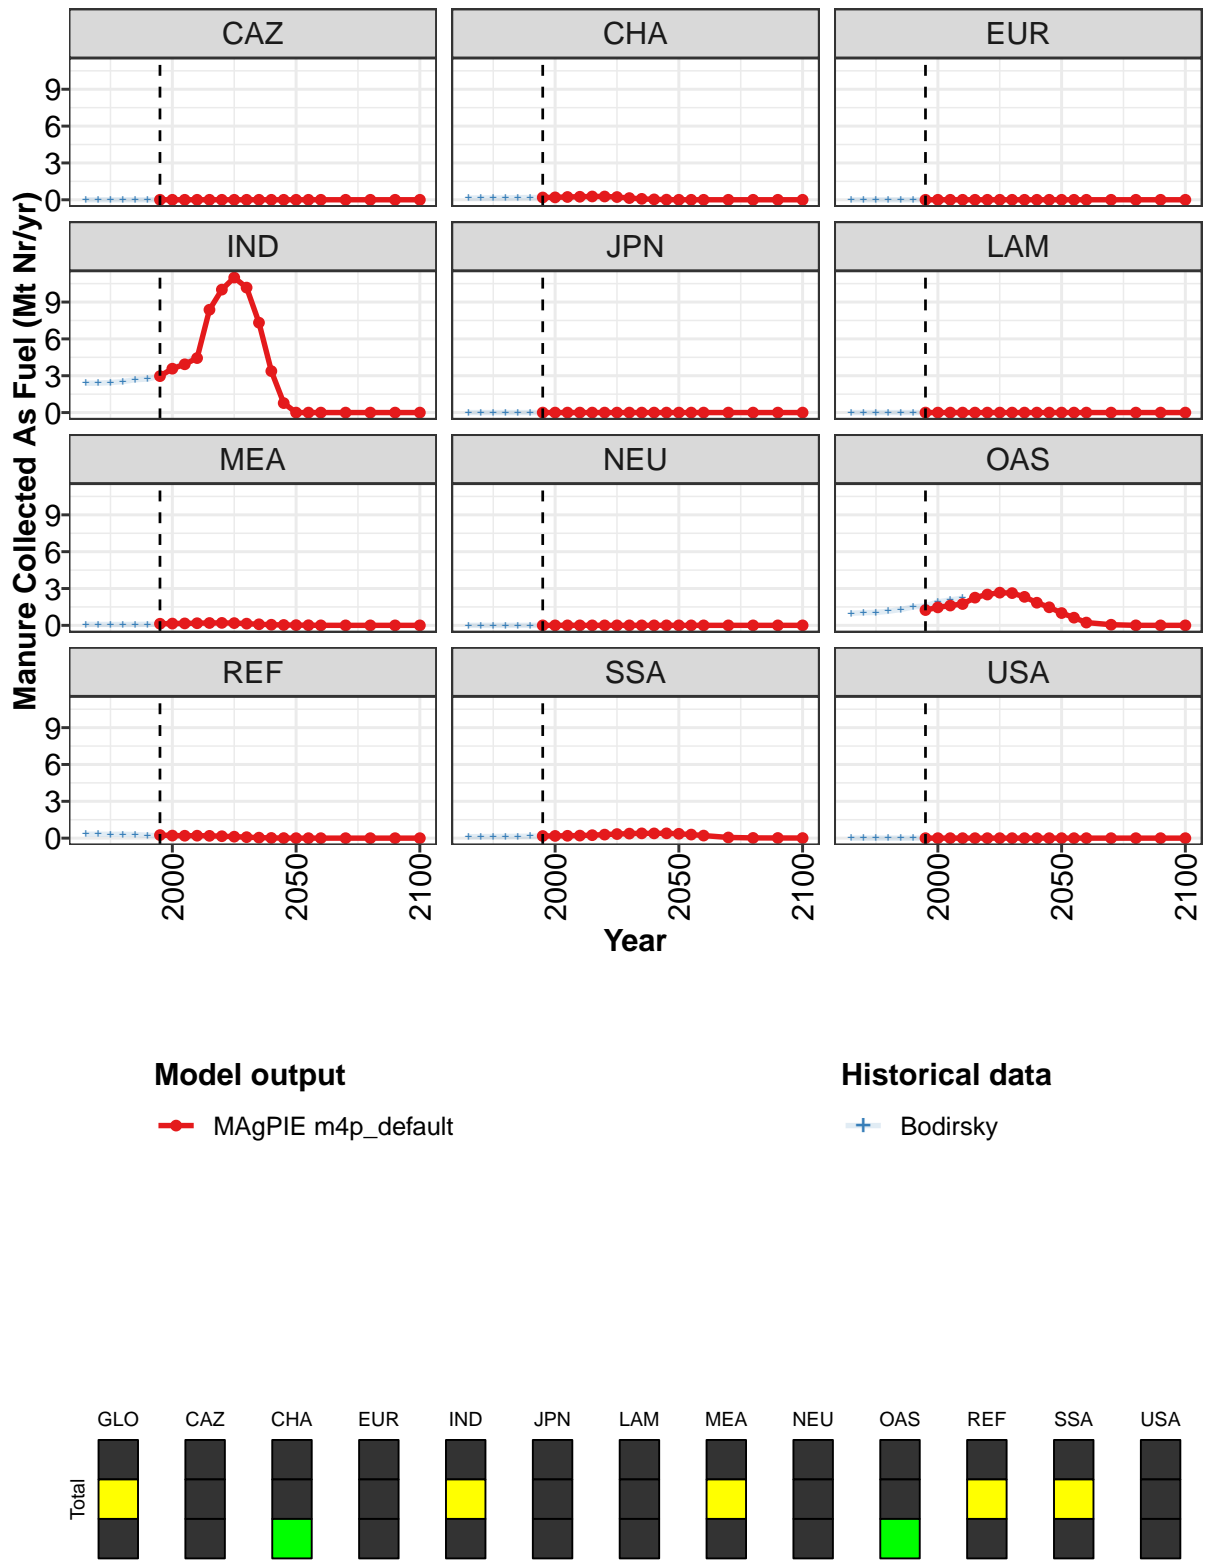 CAZ CHA EUR
9
6
3
0
IND JPN LAM
9
6
3
0
MEA NEU OAS
9
6
3
0
REF SSA USA
9
6
3
0
2000 2050 2100 2000 2050 2100 2000 2050 2100
Year
Manure Collected As Fuel (Mt Nr/yr)
Model output
MAgPIE m4p_default
Historical data
Bodirsky
GLO CAZ CHA EUR IND JPN LAM MEA NEU OAS REF SSA USA
Total